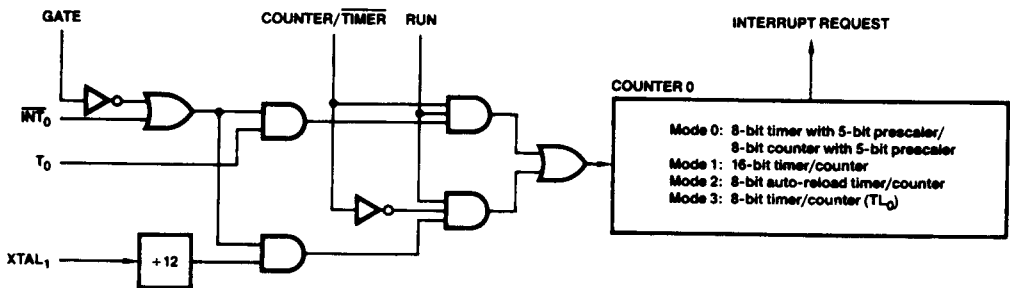 GATE
COUNTER/TIMER
RUN
INTERRUPT REQUEST
COUNTER 0
INT0
T0
XTAL1
÷12
Mode 0: 8-bit timer with 5-bit prescaler/
8-bit counter with 5-bit prescaler
Mode 1: 16-bit timer/counter
Mode 2: 8-bit auto-reload timer/counter
Mode 3: 8-bit timer/counter (TL0)